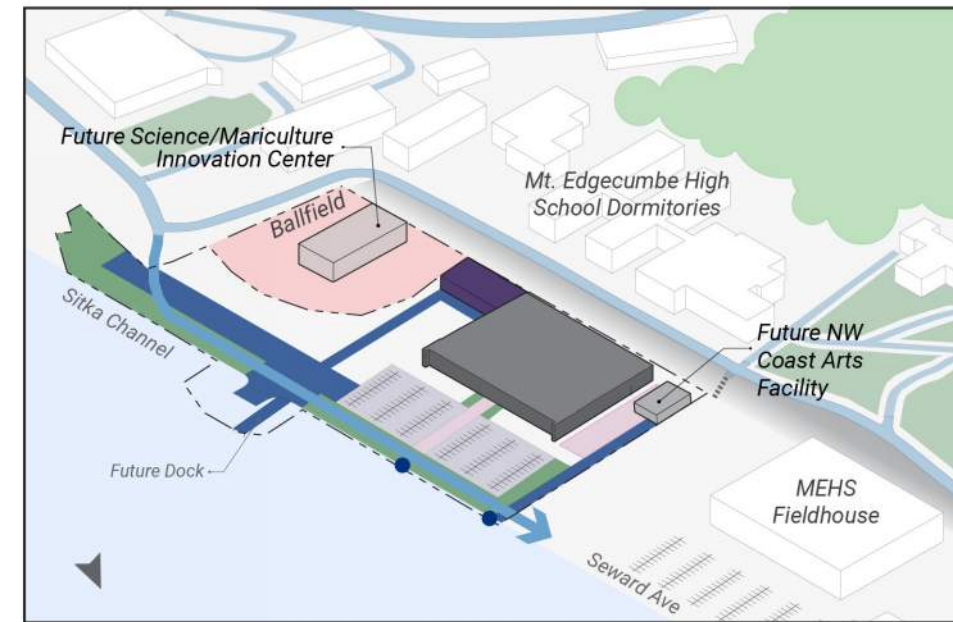 Future Science/Mariculture
Innovation Center
Ballfield
Mt. Edgecumbe High
School Dormitories
Sitka Channel
Future NW
Coast Arts
Facility
Future Dock
MEHS
Fieldhouse
Seward Ave